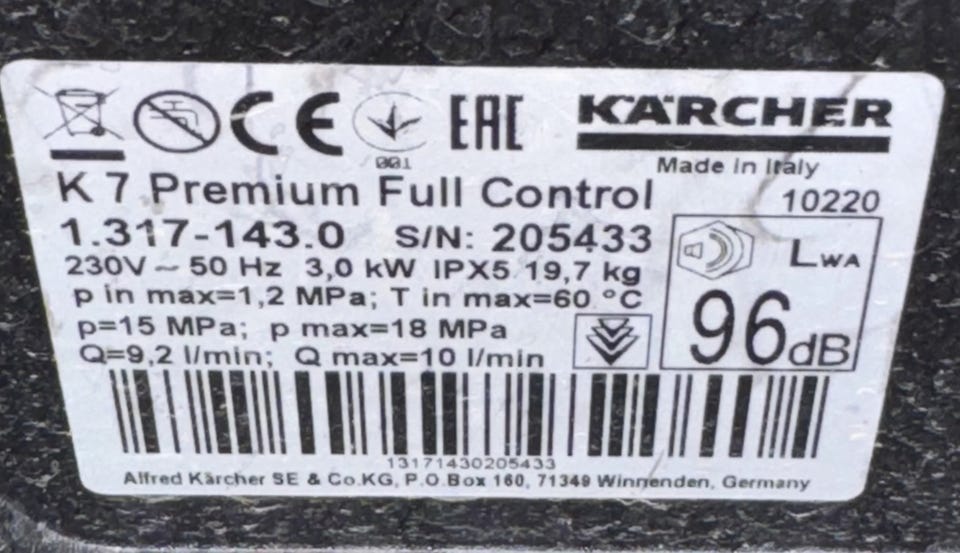 CE EAC KÄRCHER
001
Made in Italy
K 7 Premium Full Control
10220
1.317-143.0 S/N: 205433
230V ~ 50 Hz 3,0 kW IPX5 19,7 kg
p in max=1,2 MPa; T in max=60 °C
p=15 MPa; p max=18 MPa
Q=9,2 l/min; Q max=10 l/min
LWA
96dB
13171430205433
Alfred Kärcher SE & Co.KG, P.O.Box 160, 71349 Winnenden, Germany